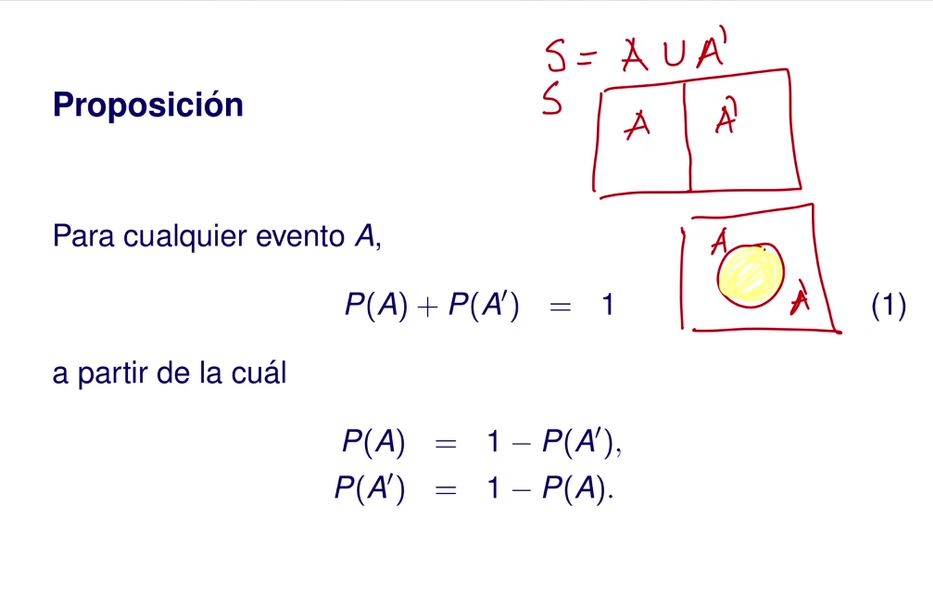 S = A ∪ A'
S
Proposición
A A'
Para cualquier evento A,
A
A'
P(A) + P(A′) = 1 (1)
a partir de la cuál
P(A) = 1 − P(A′),
P(A′) = 1 − P(A).